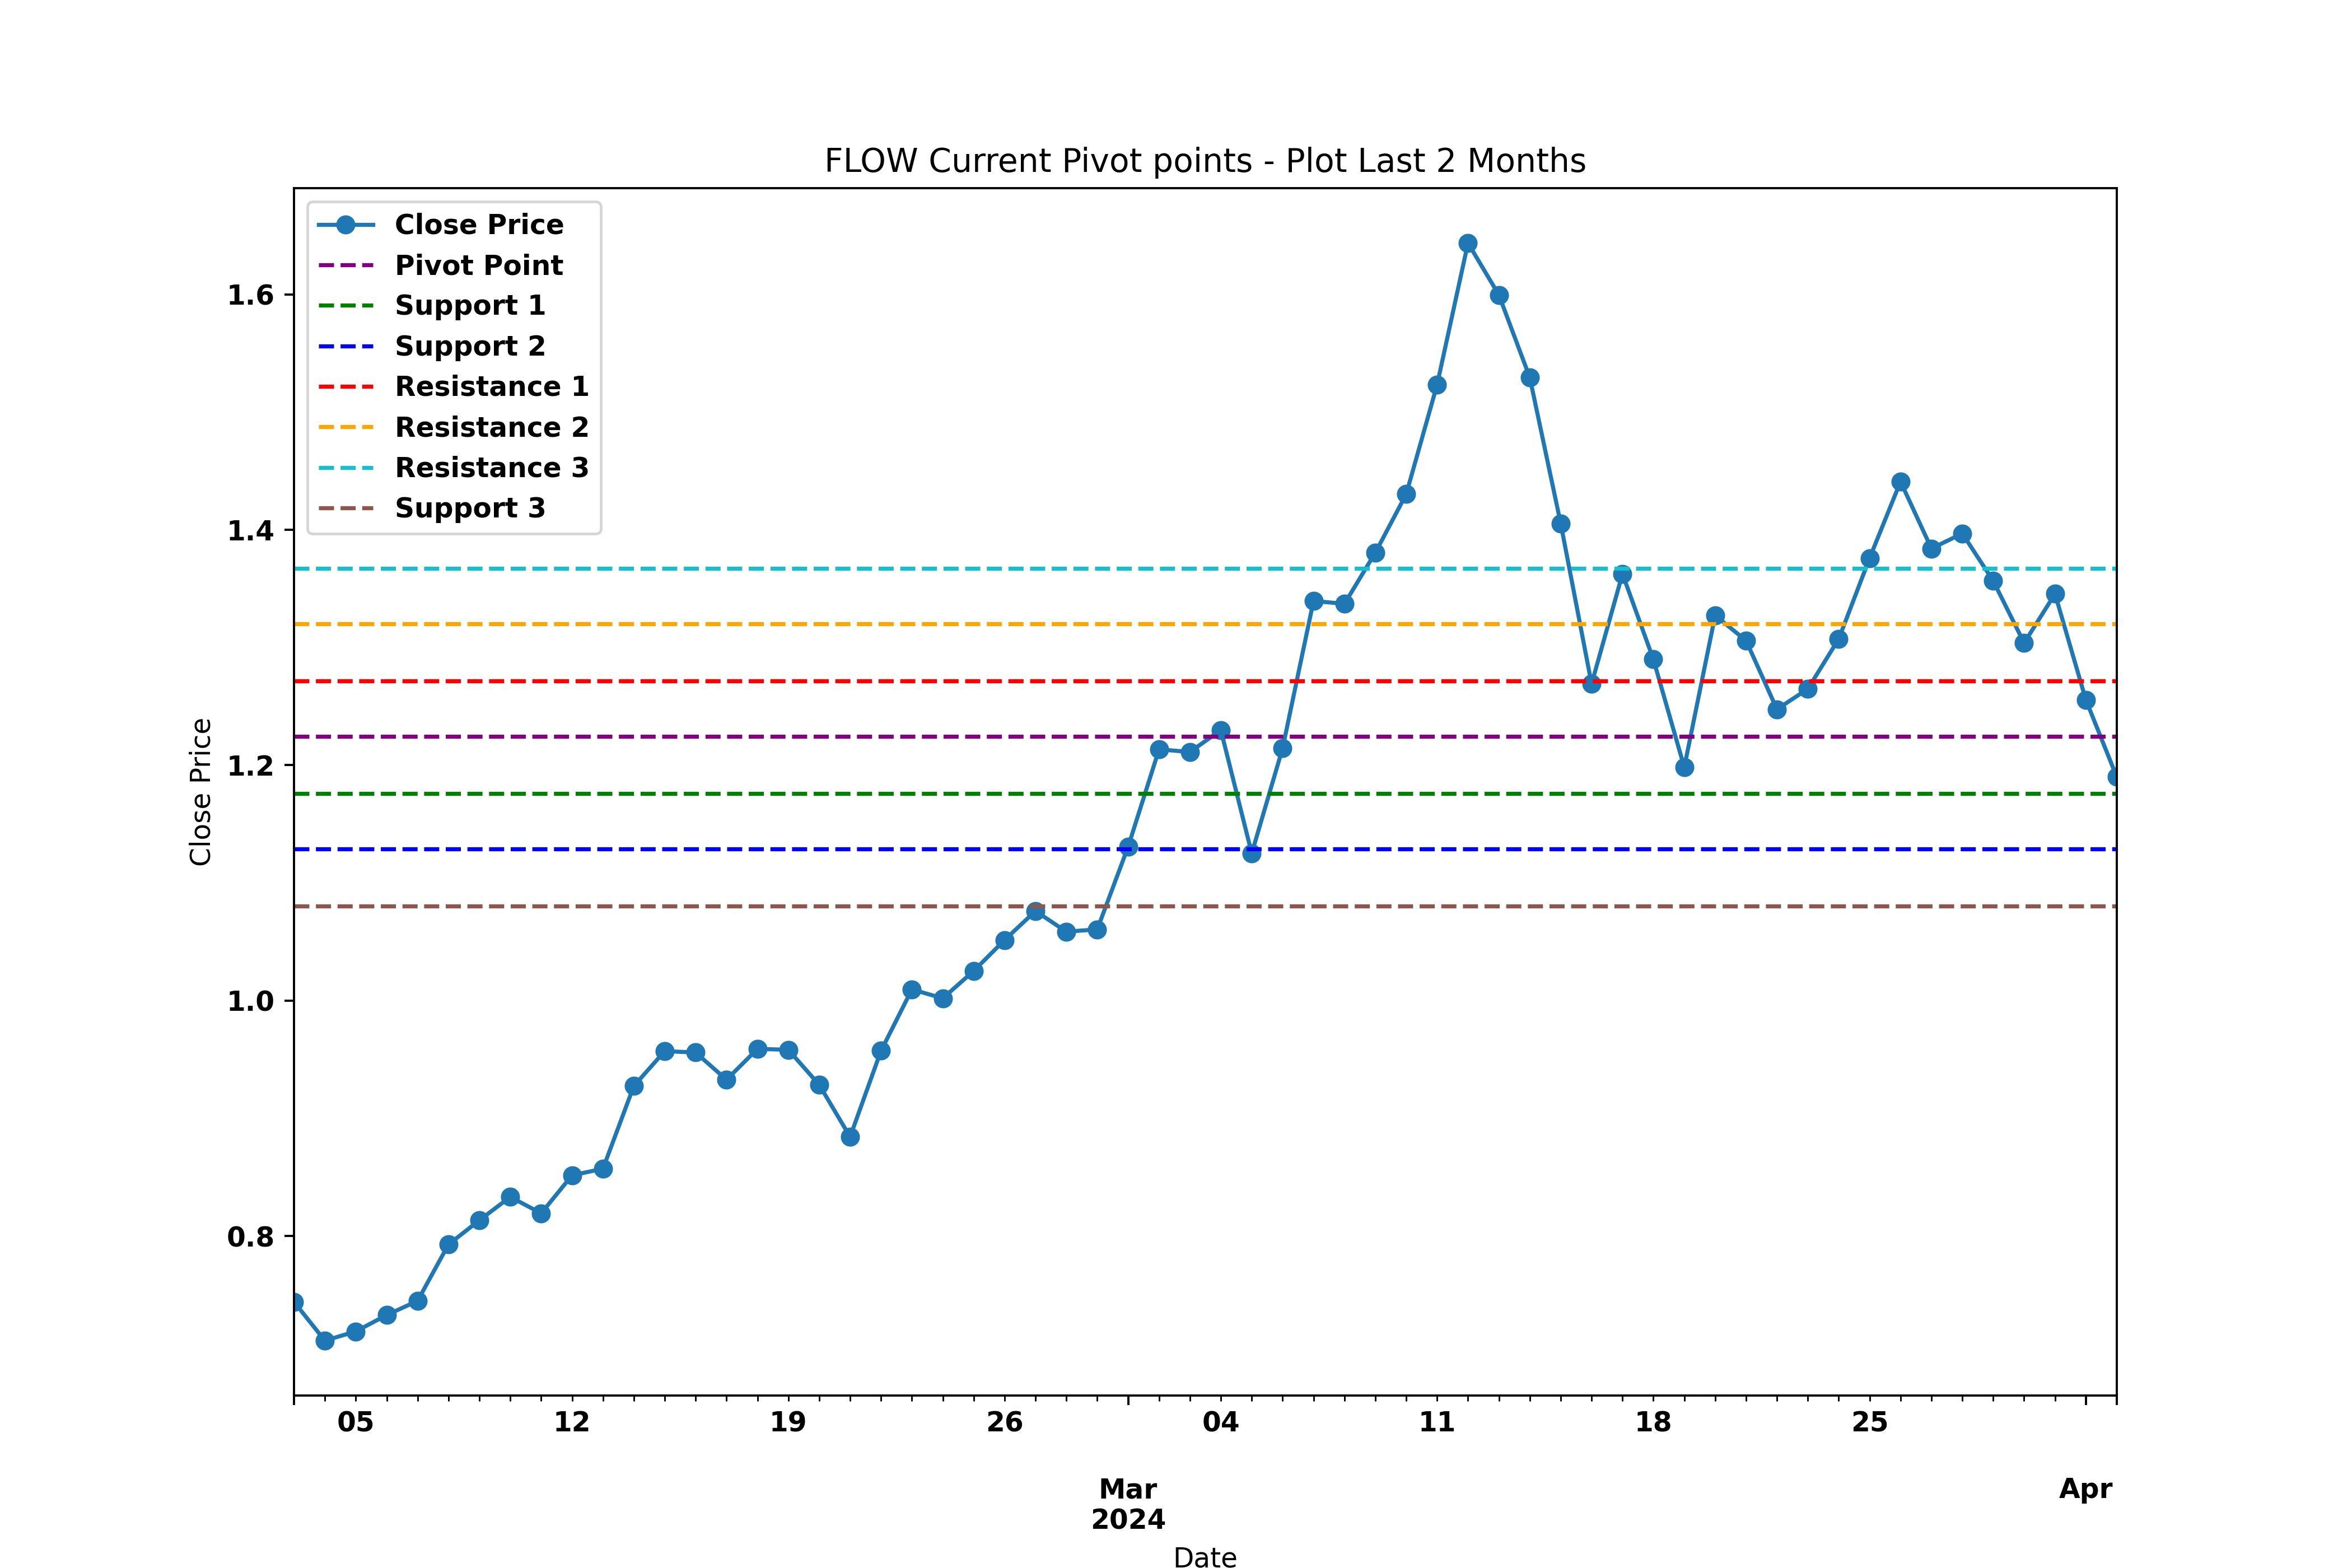 FLOW Current Pivot points - Plot Last 2 Months
Close Price
Pivot Point
Support 1
Support 2
Resistance 1
Resistance 2
Resistance 3
Support 3
1.6
1.4
1.2
1.0
0.8
Close Price
05 12 19 26 04 11 18 25
Mar Apr
2024
Date